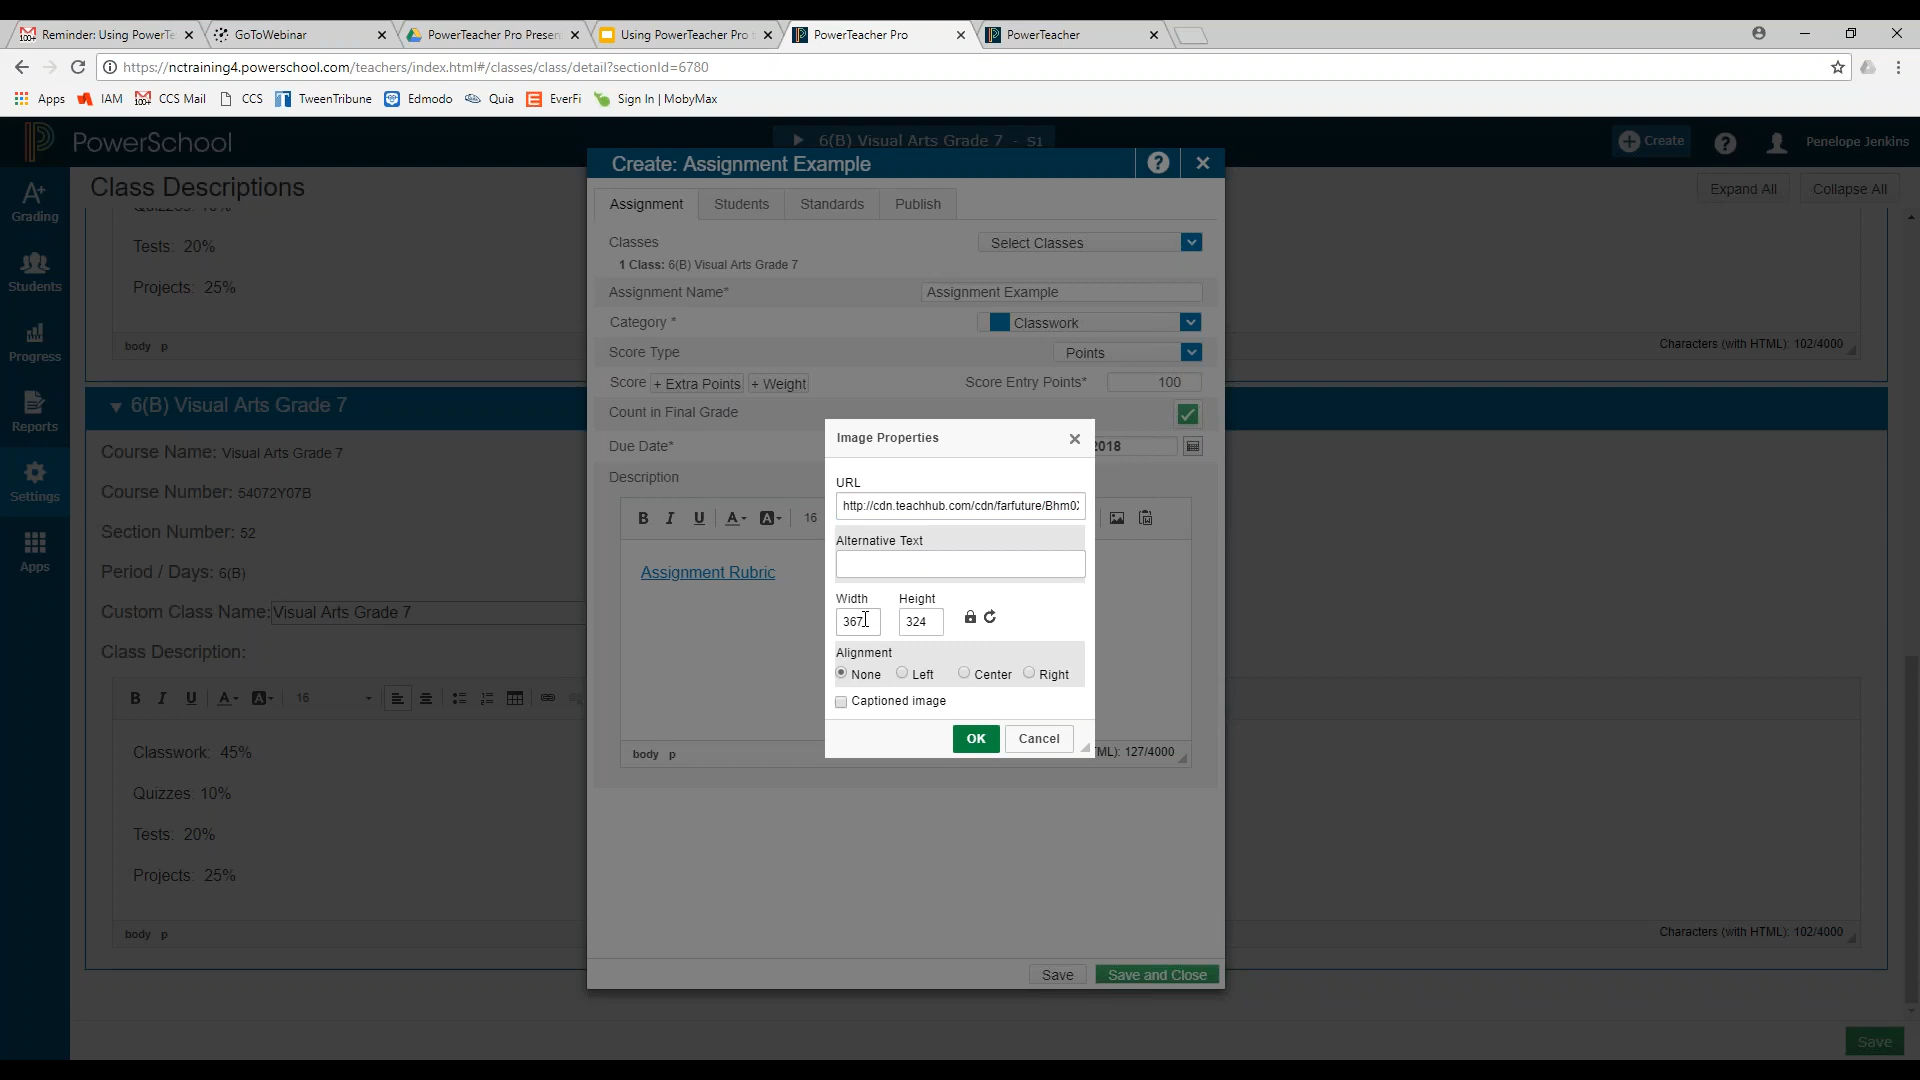 Reminder: Using PowerTe
GoToWebinar
PowerTeacher Pro Presen
Using PowerTeacher Pro t
PowerTeacher Pro
PowerTeacher
https://nctraining4.powerschool.com/teachers/index.html#/classes/class/detail?sectionId=6780
Apps
IAM
CCS Mail
CCS
TweenTribune
Edmodo
Quia
EverFi
Sign In | MobyMax
PowerSchool
6(B) Visual Arts Grade 7 - S1
Create
Penelope Jenkins
Grading
Students
Progress
Reports
Settings
Apps
Class Descriptions
Expand All
Collapse All
Tests: 20%
Projects: 25%
body p
Characters (with HTML): 102/4000
6(B) Visual Arts Grade 7
Course Name: Visual Arts Grade 7
Course Number: 54072Y07B
Section Number: 52
Period / Days: 6(B)
Custom Class Name: Visual Arts Grade 7
Class Description:
16
Classwork: 45%
Quizzes: 10%
Tests: 20%
Projects: 25%
body p
Characters (with HTML): 102/4000
Save
Create: Assignment Example
Assignment
Students
Standards
Publish
Classes
Select Classes
1 Class: 6(B) Visual Arts Grade 7
Assignment Name*
Assignment Example
Category *
Classwork
Score Type
Points
Score
+ Extra Points
+ Weight
Score Entry Points*
100
Count in Final Grade
Due Date*
2018
Description
B I U
16
Assignment Rubric
body p
ML): 127/4000
Save
Save and Close
Image Properties
URL
http://cdn.teachhub.com/cdn/farfuture/Bhm0
Alternative Text
Width
Height
367
324
Alignment
None
Left
Center
Right
Captioned image
OK
Cancel